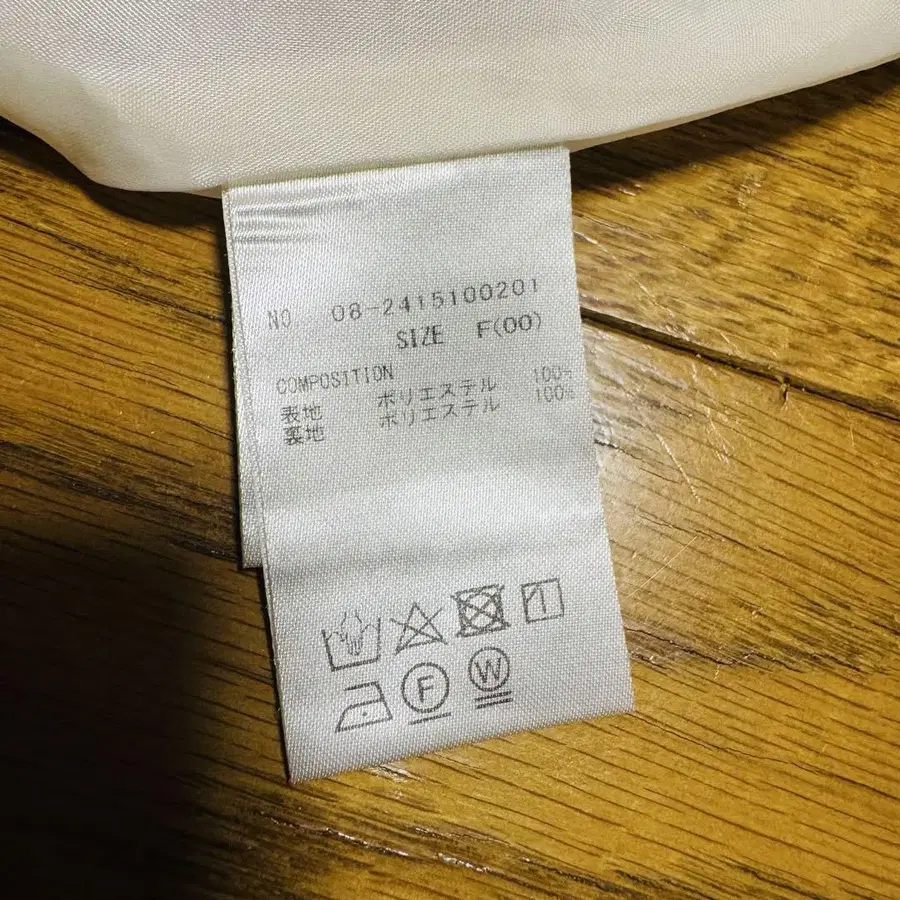 NO. 08-2415100201
SIZE F(00)
COMPOSITION
表地 ポリエステル 100%
裏地 ポリエステル 100%
F W